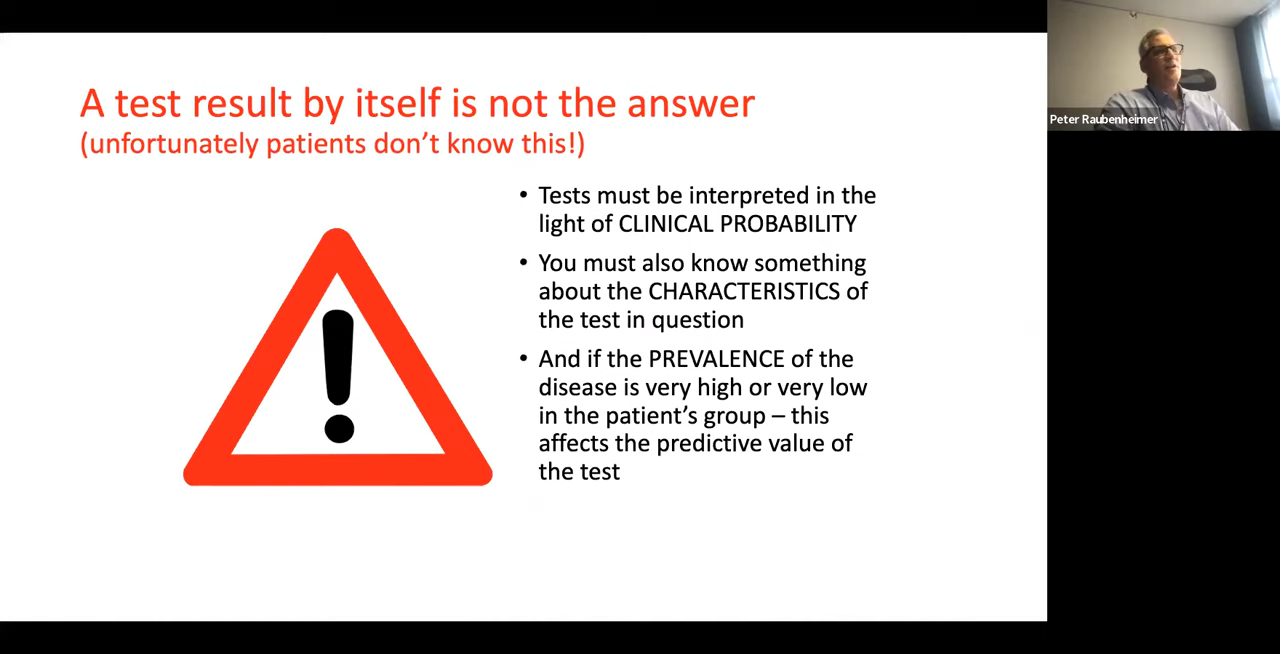 A test result by itself is not the answer
(unfortunately patients don’t know this!)
• Tests must be interpreted in the
light of CLINICAL PROBABILITY
• You must also know something
about the CHARACTERISTICS of
the test in question
• And if the PREVALENCE of the
disease is very high or very low
in the patient’s group – this
affects the predictive value of
the test
Peter Raubenheimer